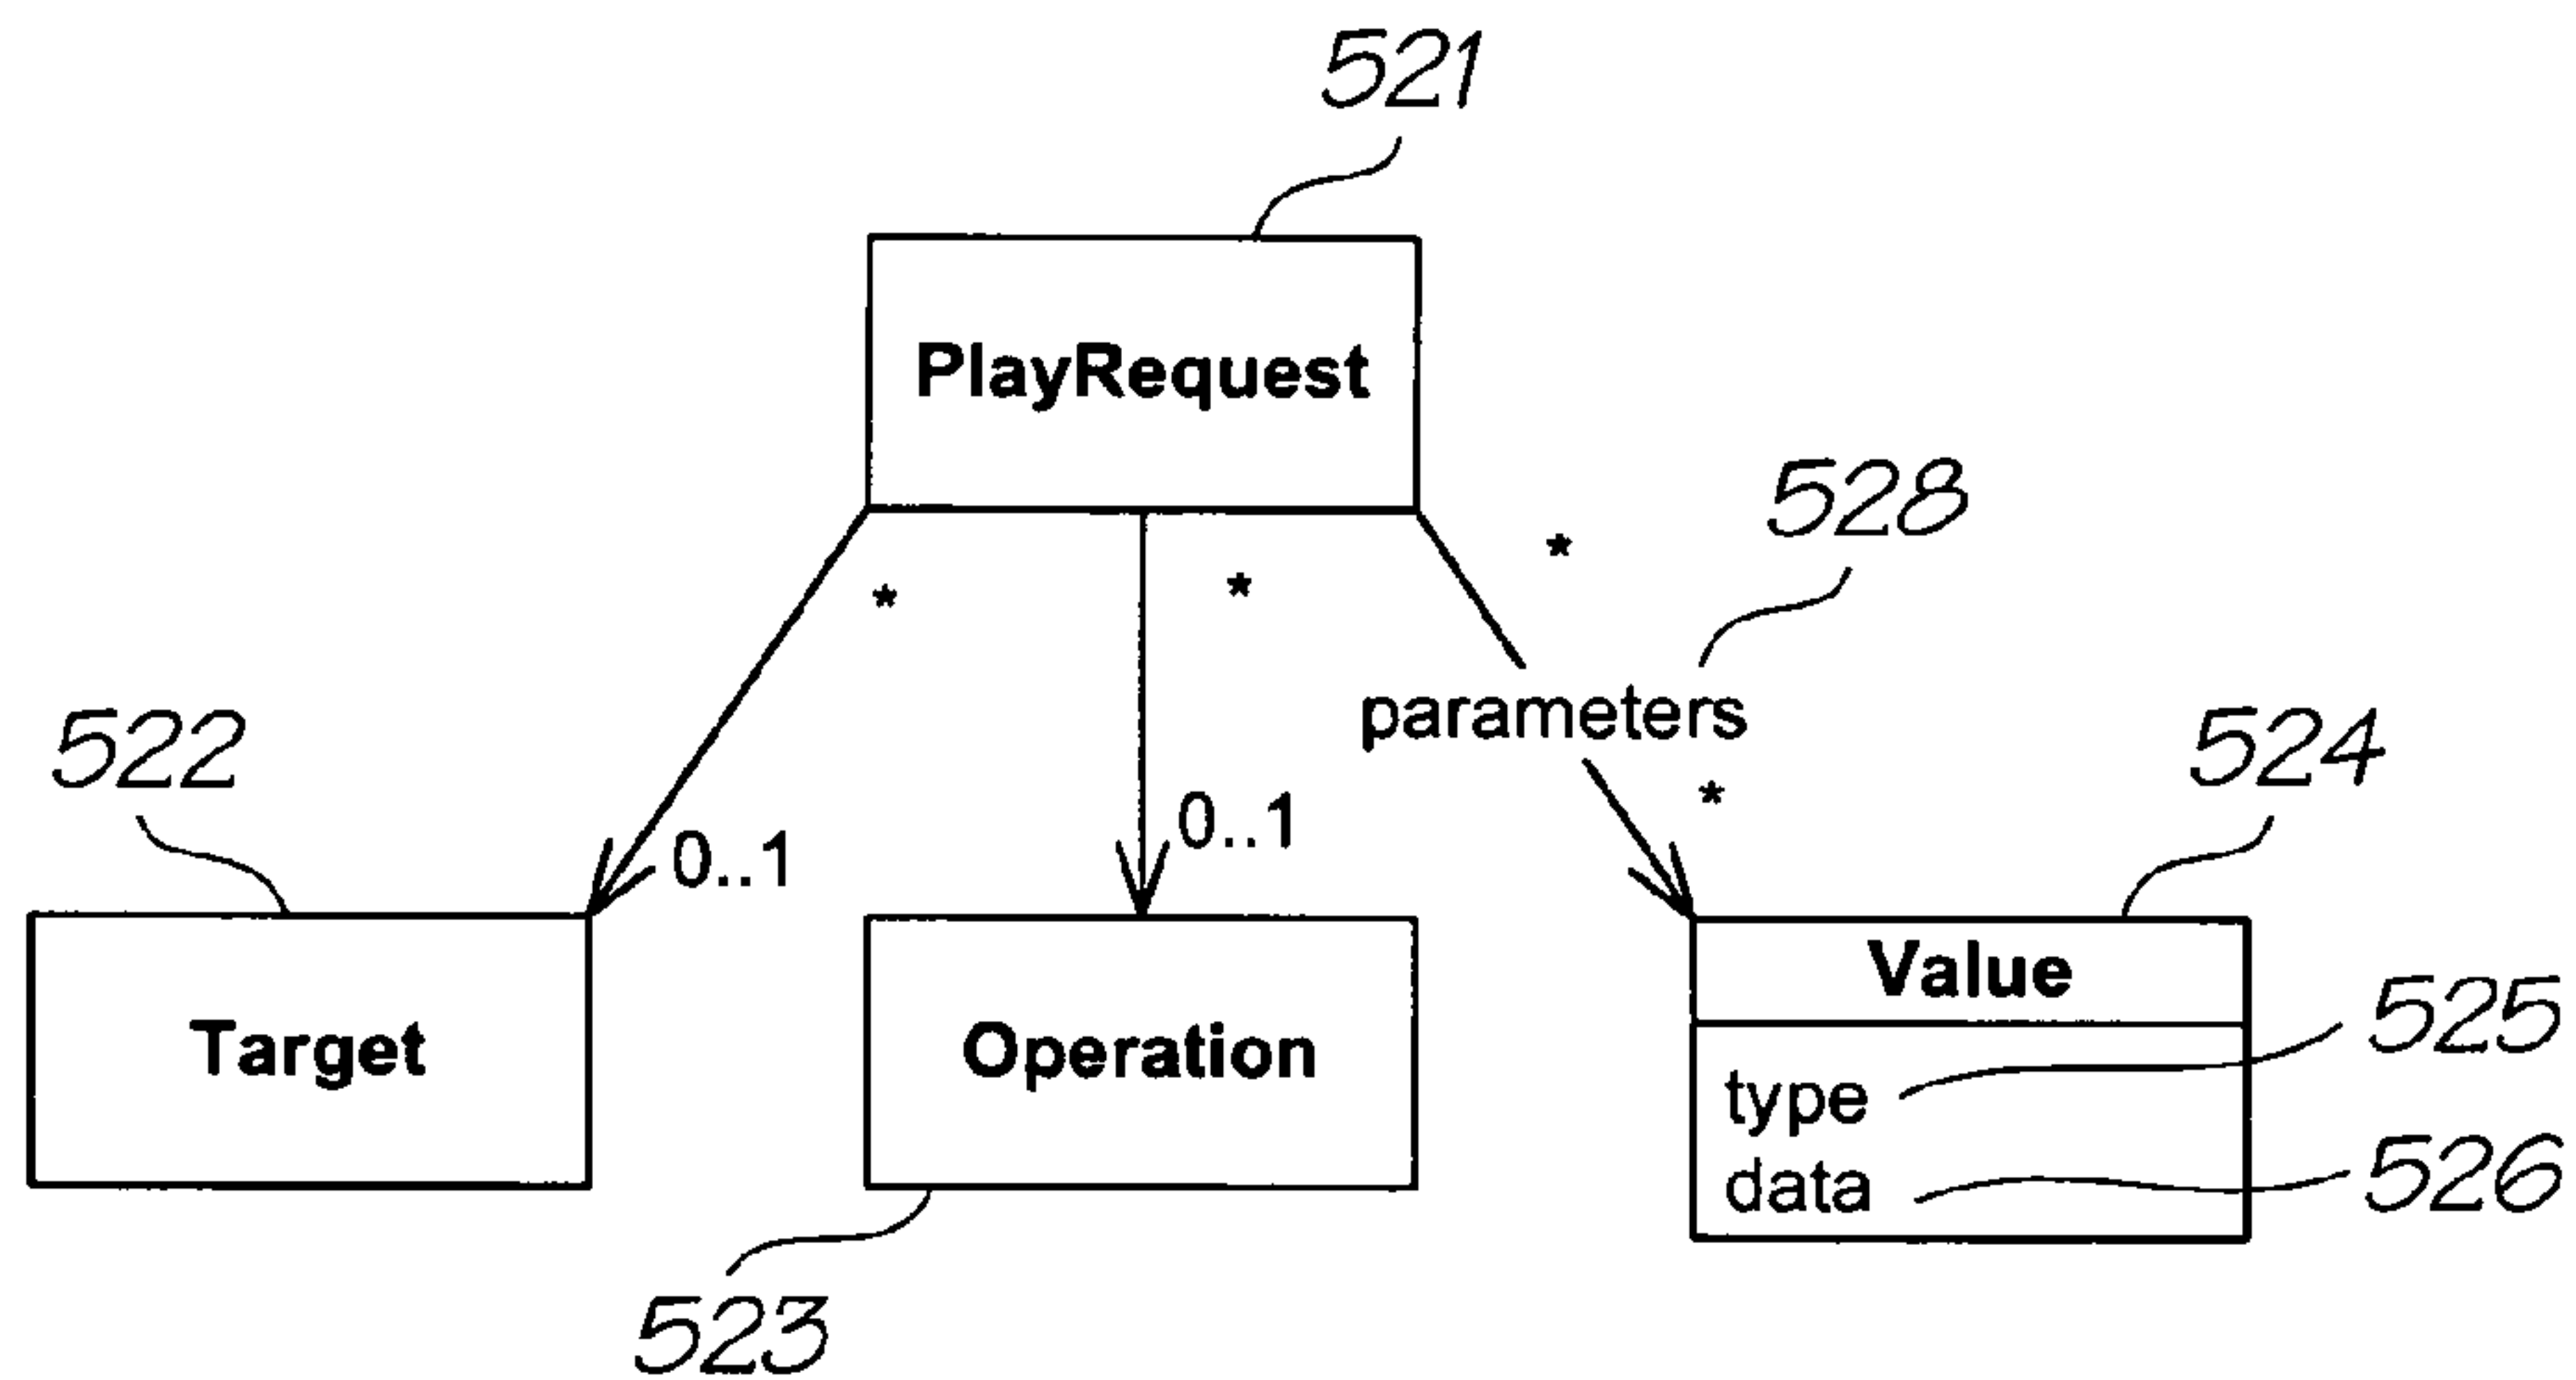 521
PlayRequest
528
*
*
*
parameters
522
524
*
0..1
0..1
Value
525
Target
Operation
type
data
526
523